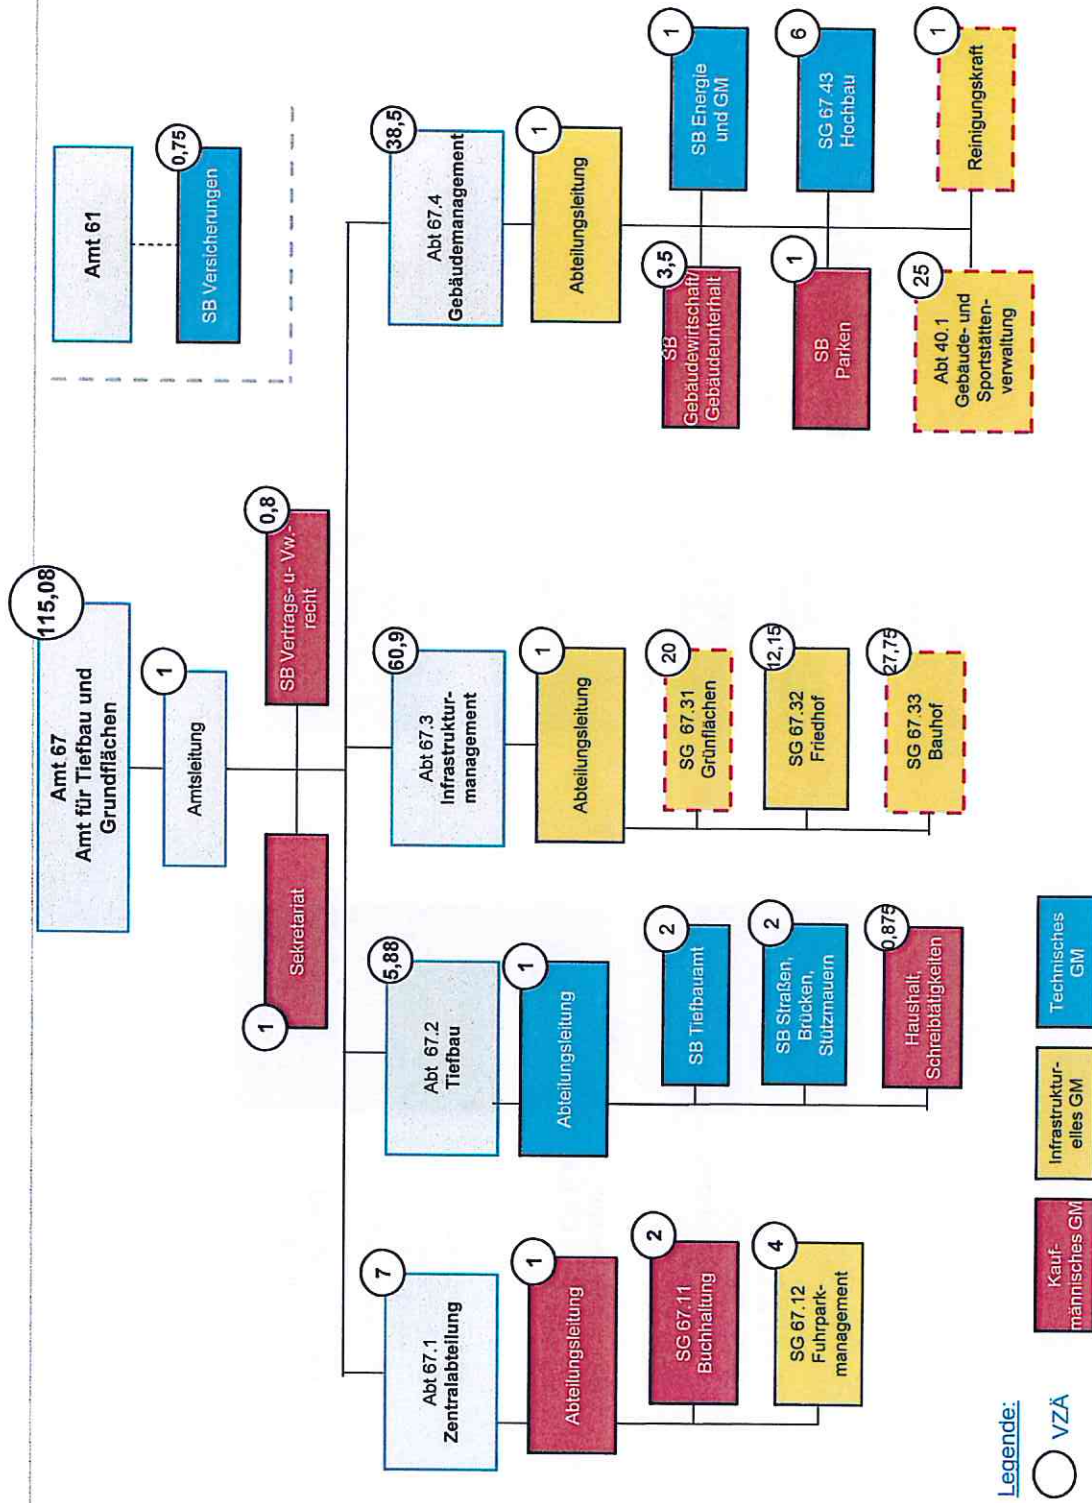 115,08
Amt 67
Amt für Tiefbau und
Grundflächen
1
Amtsleitung
1
Sekretariat
0,8
SB Vertrags- u- Vw.-
recht
Amt 61
0,75
SB Versicherungen
7
Abt 67.1
Zentralabteilung
1
Abteilungsleitung
2
SG 67.11
Buchhaltung
4
SG 67.12
Fuhrpark-
management
5,88
Abt 67.2
Tiefbau
1
Abteilungsleitung
2
SB Tiefbauamt
2
SB Straßen,
Brücken,
Stützmauern
0,875
Haushalt,
Schreibtätigkeiten
60,9
Abt 67.3
Infrastruktur-
management
1
Abteilungsleitung
20
SG 67.31
Grünflächen
12,15
SG 67.32
Friedhof
27,75
SG 67.33
Bauhof
38,5
Abt 67.4
Gebäudemanagement
1
Abteilungsleitung
3,5
SB
Gebäudewirtschaft/
Gebäudeunterhalt
1
SB Energie
und GM
1
SB
Parken
6
SG 67.43
Hochbau
25
Abt 40.1
Gebäude- und
Sportstätten-
verwaltung
1
Reinigungskraft
Legende:
VZÄ
Kauf-
männisches GM
Infrastruktur-
elles GM
Technisches
GM